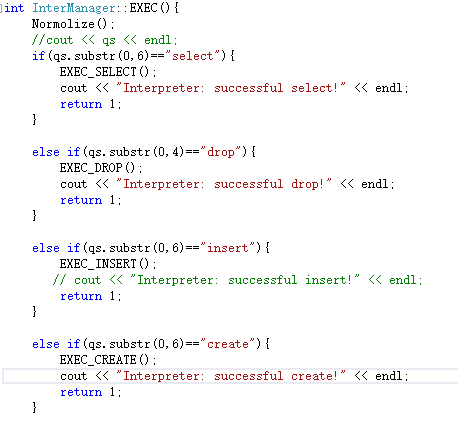 int InterManager::EXEC(){
    Normolize();
    //cout << qs << endl;
    if(qs.substr(0,6)=="select"){
        EXEC_SELECT();
        cout << "Interpreter: successful select!" << endl;
        return 1;
    }

    else if(qs.substr(0,4)=="drop"){
        EXEC_DROP();
        cout << "Interpreter: successful drop!" << endl;
        return 1;
    }

    else if(qs.substr(0,6)=="insert"){
        EXEC_INSERT();
       // cout << "Interpreter: successful insert!" << endl;
        return 1;
    }

    else if(qs.substr(0,6)=="create"){
        EXEC_CREATE();
        cout << "Interpreter: successful create!" << endl;
        return 1;
    }